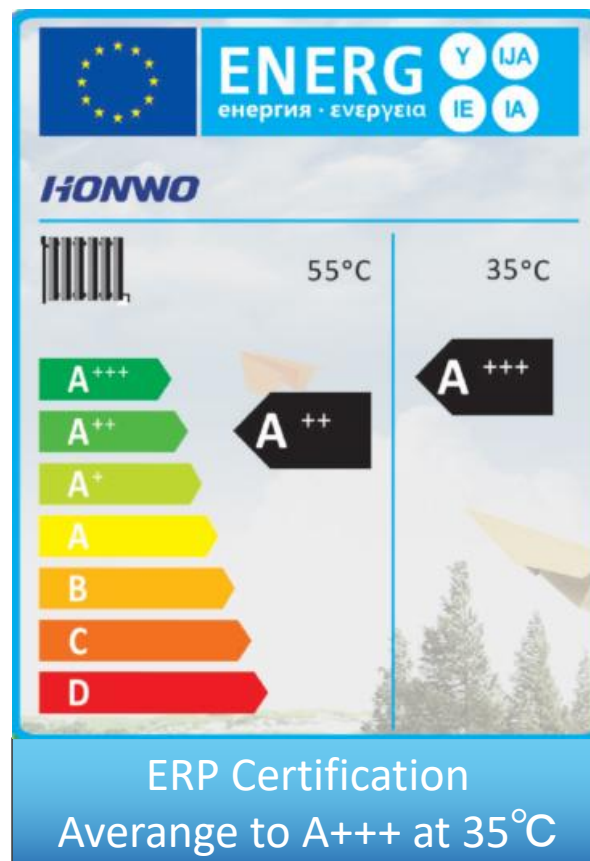 ENERG Y IJA
енергия · ενεργεια IE IA
HONWO
55°C 35°C
A+++ A +++
A++ A ++
A+
A
B
C
D
ERP Certification
Averange to A+++ at 35℃